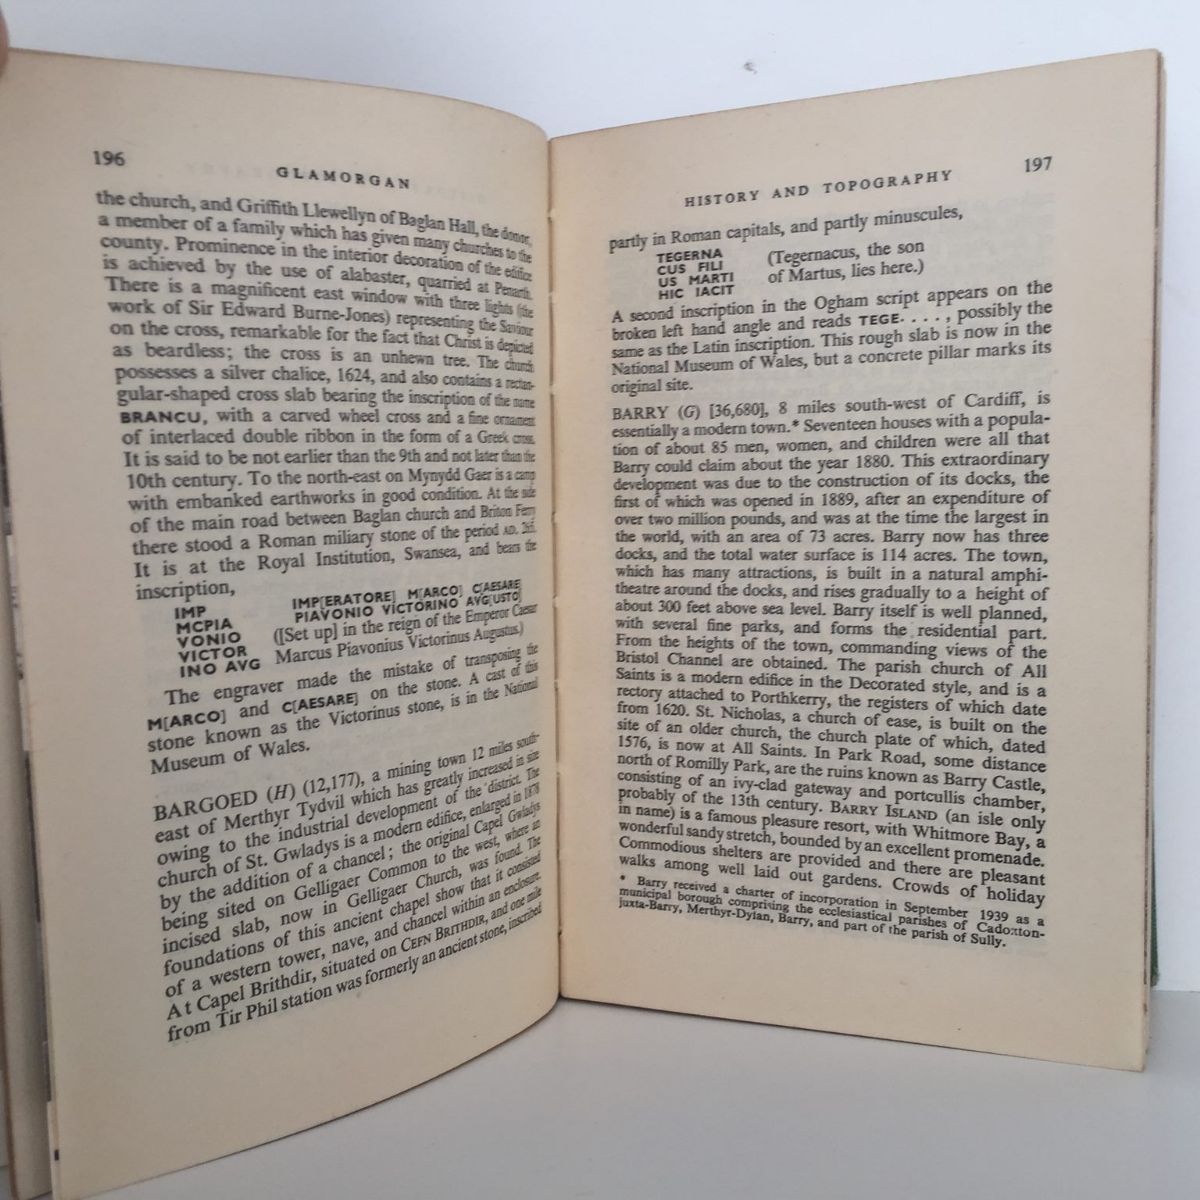 196
GLAMORGAN
the church, and Griffith Llewellyn of Baglan Hall, the donor,
a member of a family which has given many churches to the
county. Prominence in the interior decoration of the edifice
is achieved by the use of alabaster, quarried at Penarth.
There is a magnificent east window with three lights (the
work of Sir Edward Burne-Jones) representing the Saviour
on the cross, remarkable for the fact that Christ is depicted
as beardless; the cross is an unhewn tree. The church
possesses a silver chalice, 1624, and also contains a rectan-
gular-shaped cross slab bearing the inscription of the name
BRANCU, with a carved wheel cross and a fine ornament
of interlaced double ribbon in the form of a Greek cross.
It is said to be not earlier than the 9th and not later than the
10th century. To the north-east on Mynydd Gaer is a camp
with embanked earthworks in good condition. At the side
of the main road between Baglan church and Briton Ferry
there stood a Roman miliary stone of the period AD. 265.
It is at the Royal Institution, Swansea, and bears the
inscription,
IMP
MCPIA
VONIO
VICTOR
INO AVG
IMP[ERATORE] M[ARCO] C[AESARE]
PIAVONIO VICTORINO AVG[USTO]
([Set up] in the reign of the Emperor Caesar
Marcus Piavonius Victorinus Augustus.)
The engraver made the mistake of transposing the
M[ARCO] and C[AESARE] on the stone. A cast of this
stone known as the Victorinus stone, is in the National
Museum of Wales.
BARGOED (H) (12,177), a mining town 12 miles south-
east of Merthyr Tydvil which has greatly increased in size
owing to the industrial development of the district. The
church of St. Gwladys is a modern edifice, enlarged in 1878
by the addition of a chancel; the original Capel Gwladys
being sited on Gelligaer Common to the west, where an
incised slab, now in Gelligaer Church, was found. The
foundations of this ancient chapel show that it consisted
of a western tower, nave, and chancel within an enclosure.
At Capel Brithdir, situated on CEFN BRITHDIR, and one mile
from Tir Phil station was formerly an ancient stone, inscribed
HISTORY AND TOPOGRAPHY
197
partly in Roman capitals, and partly minuscules,
TEGERNA
CUS FILI
US MARTI
HIC IACIT
(Tegernacus, the son
of Martus, lies here.)
A second inscription in the Ogham script appears on the
broken left hand angle and reads TEGE. . . . , possibly the
same as the Latin inscription. This rough slab is now in the
National Museum of Wales, but a concrete pillar marks its
original site.
BARRY (G) [36,680], 8 miles south-west of Cardiff, is
essentially a modern town.* Seventeen houses with a popula-
tion of about 85 men, women, and children were all that
Barry could claim about the year 1880. This extraordinary
development was due to the construction of its docks, the
first of which was opened in 1889, after an expenditure of
over two million pounds, and was at the time the largest in
the world, with an area of 73 acres. Barry now has three
docks, and the total water surface is 114 acres. The town,
which has many attractions, is built in a natural amphi-
theatre around the docks, and rises gradually to a height of
about 300 feet above sea level. Barry itself is well planned,
with several fine parks, and forms the residential part.
From the heights of the town, commanding views of the
Bristol Channel are obtained. The parish church of All
Saints is a modern edifice in the Decorated style, and is a
rectory attached to Porthkerry, the registers of which date
from 1620. St. Nicholas, a church of ease, is built on the
site of an older church, the church plate of which, dated
1576, is now at All Saints. In Park Road, some distance
north of Romilly Park, are the ruins known as Barry Castle,
consisting of an ivy-clad gateway and portcullis chamber,
probably of the 13th century. BARRY ISLAND (an isle only
in name) is a famous pleasure resort, with Whitmore Bay, a
wonderful sandy stretch, bounded by an excellent promenade.
Commodious shelters are provided and there are pleasant
walks among well laid out gardens. Crowds of holiday
* Barry received a charter of incorporation in September 1939 as a
municipal borough comprising the ecclesiastical parishes of Cadoxton-
juxta-Barry, Merthyr-Dylan, Barry, and part of the parish of Sully.